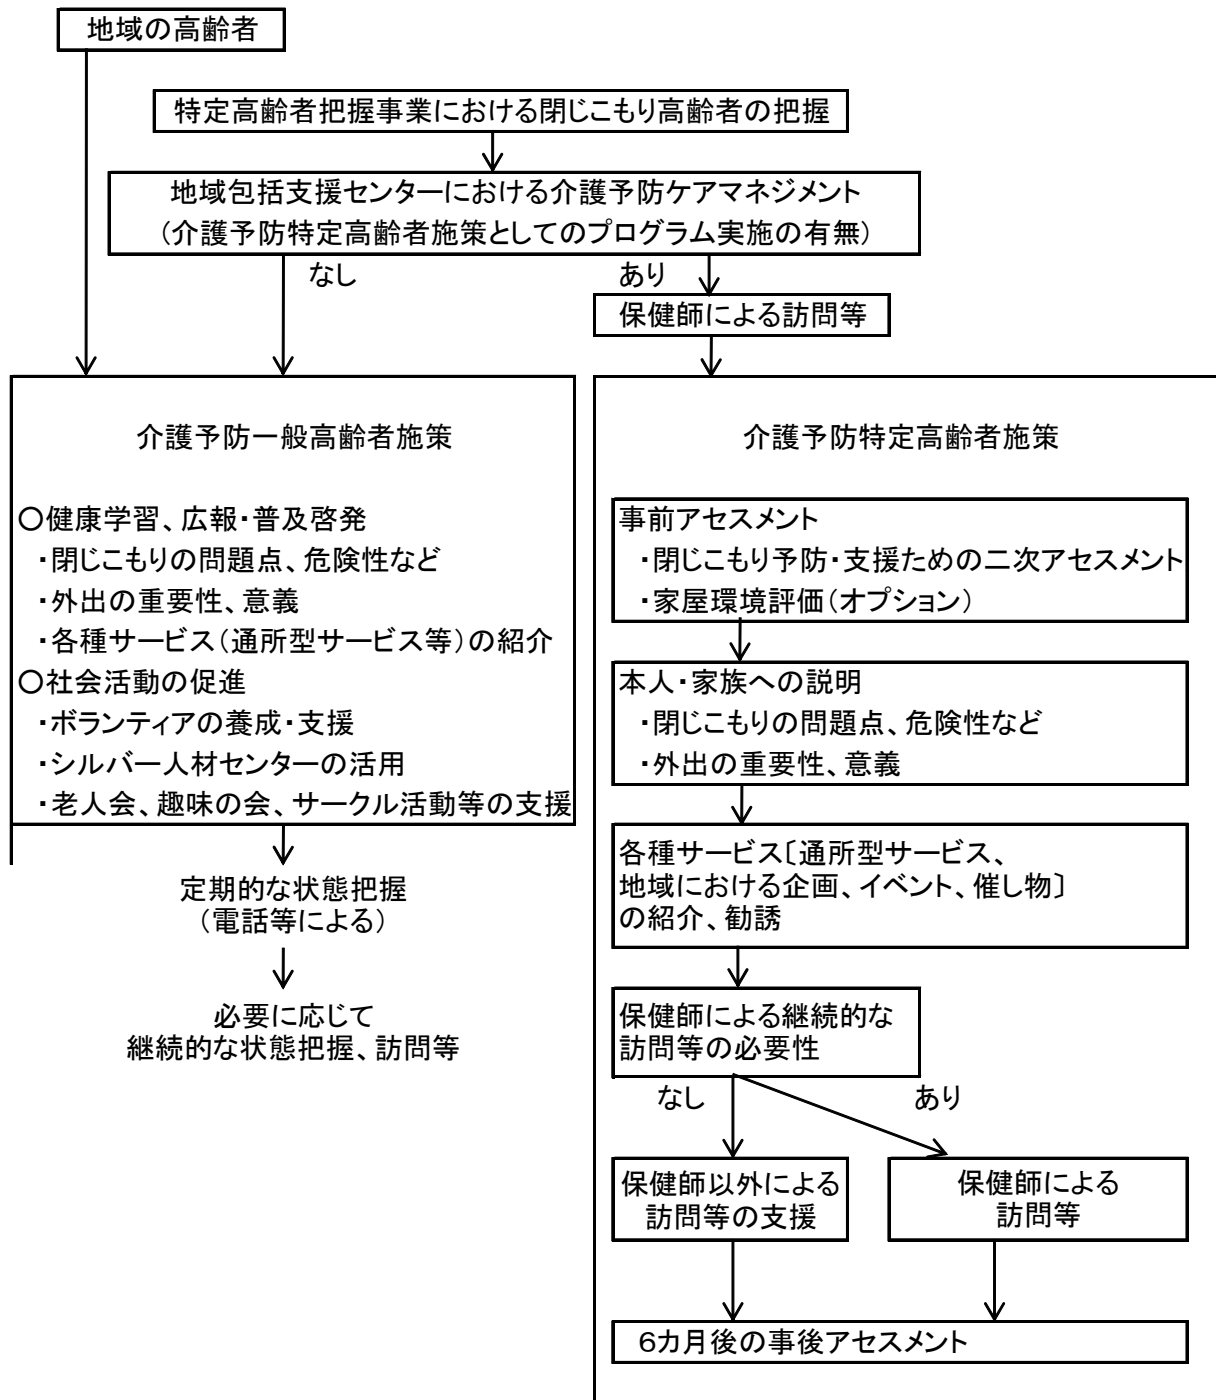 地域の高齢者
特定高齢者把握事業における閉じこもり高齢者の把握
地域包括支援センターにおける介護予防ケアマネジメント
(介護予防特定高齢者施策としてのプログラム実施の有無)
なし
あり
保健師による訪問等
介護予防一般高齢者施策
○健康学習、広報・普及啓発
・閉じこもりの問題点、危険性など
・外出の重要性、意義
・各種サービス(通所型サービス等)の紹介
○社会活動の促進
・ボランティアの養成・支援
・シルバー人材センターの活用
・老人会、趣味の会、サークル活動等の支援
定期的な状態把握
(電話等による)
必要に応じて
継続的な状態把握、訪問等
介護予防特定高齢者施策
事前アセスメント
・閉じこもり予防・支援ための二次アセスメント
・家屋環境評価(オプション)
本人・家族への説明
・閉じこもりの問題点、危険性など
・外出の重要性、意義
各種サービス〔通所型サービス、
地域における企画、イベント、催し物〕
の紹介、勧誘
保健師による継続的な
訪問等の必要性
なし
あり
保健師以外による
訪問等の支援
保健師による
訪問等
6カ月後の事後アセスメント